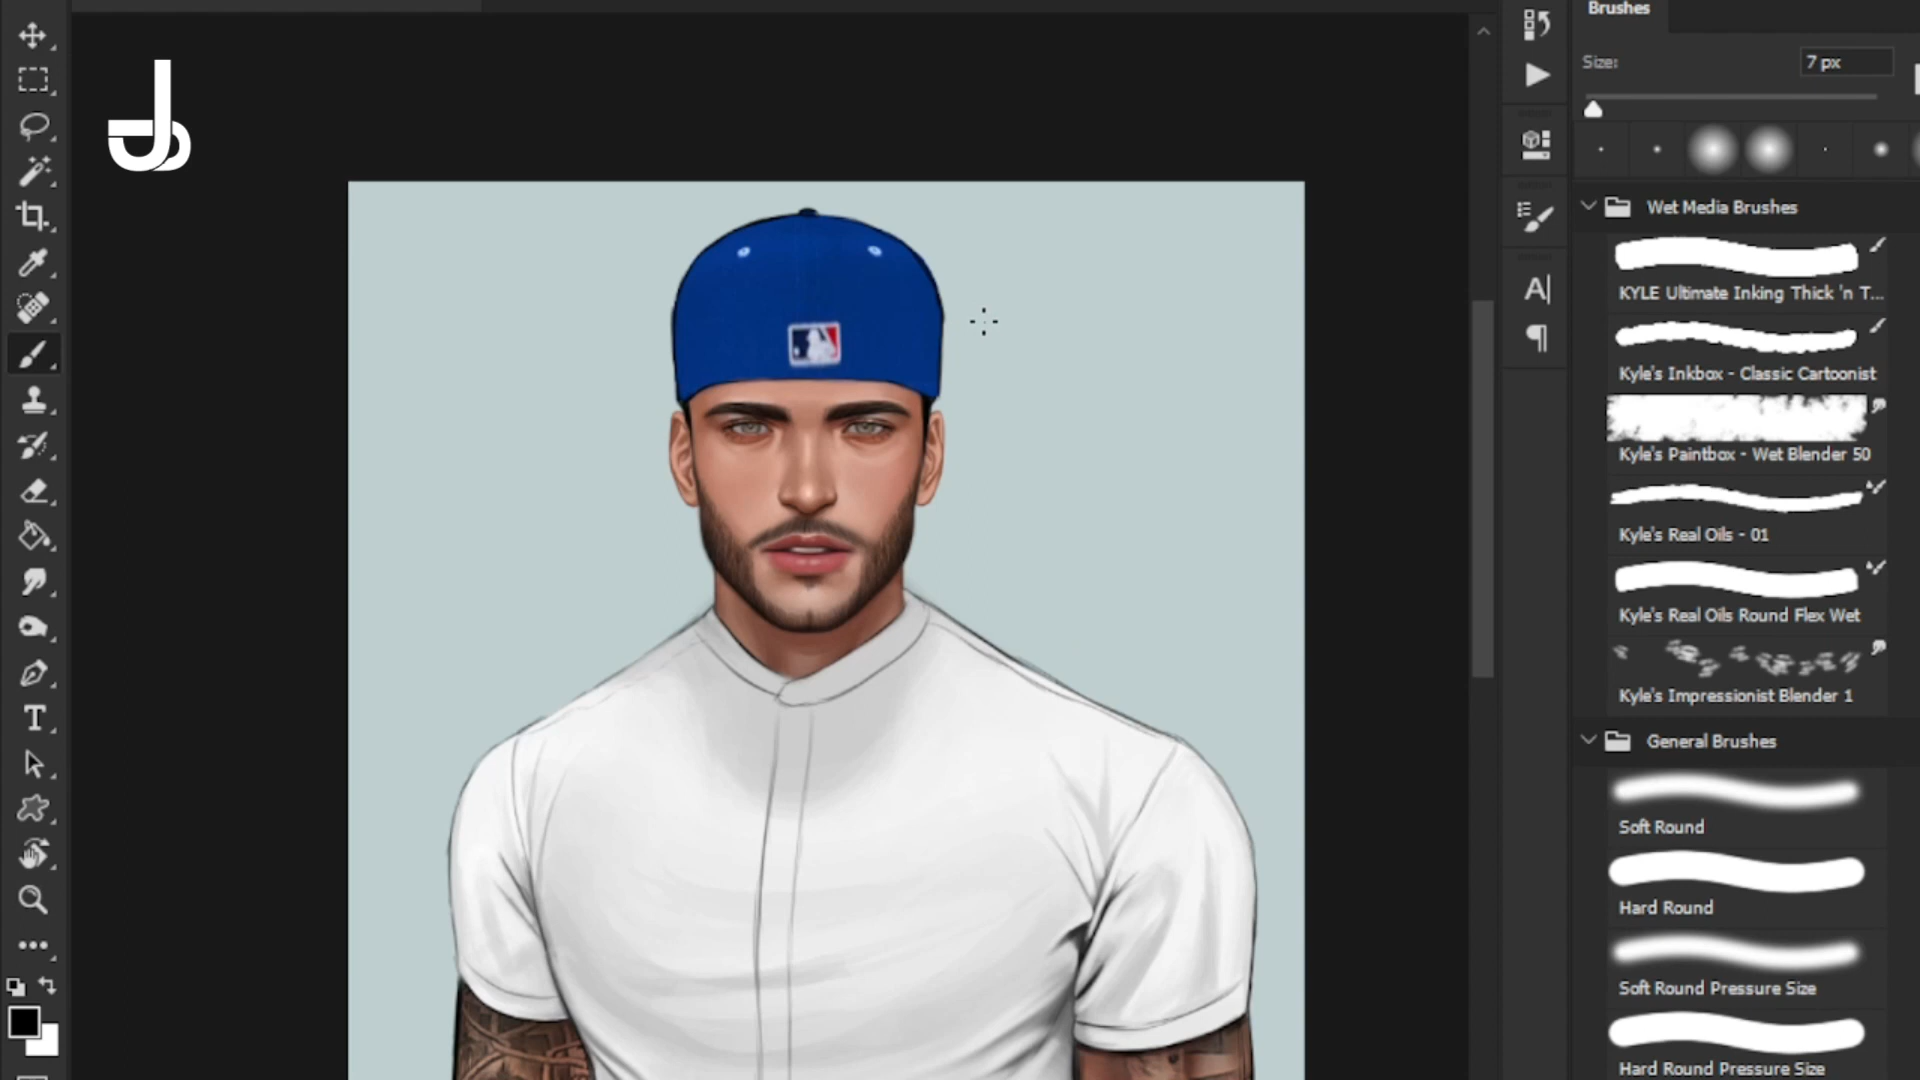 Brushes
Size:
7 px
Wet Media Brushes
KYLE Ultimate Inking Thick 'n T...
Kyle's Inkbox - Classic Cartoonist
Kyle's Paintbox - Wet Blender 50
Kyle's Real Oils - 01
Kyle's Real Oils Round Flex Wet
Kyle's Impressionist Blender 1
General Brushes
Soft Round
Hard Round
Soft Round Pressure Size
Hard Round Pressure Size